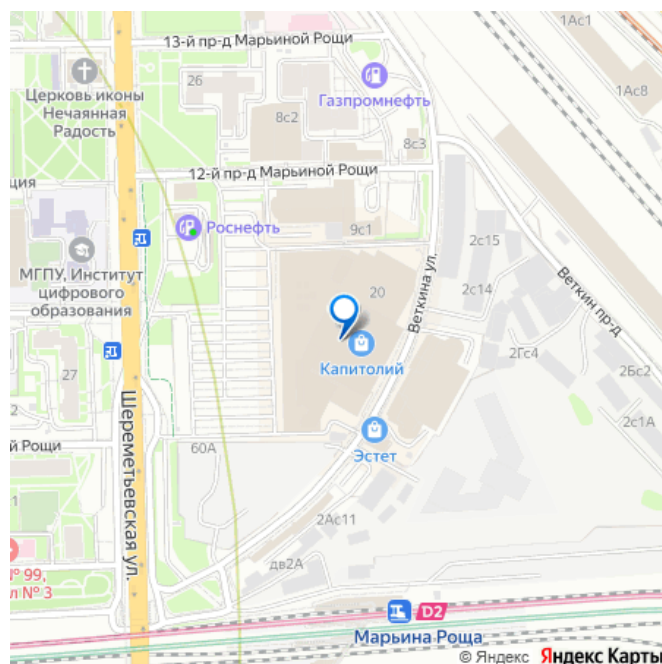 13-й пр-д Марьиной Рощи
1Ас1
1Ас8
Церковь иконы
Нечаянная
Радость
26
8с2
Газпромнефть
8с3
12-й пр-д Марьиной Рощи
ция
Роснефть
9с1
2с15
МГПУ, Институт
цифрового
образования
20
Веткина ул.
2с14
Веткин пр-д
Капитолий
2Гс4
2Бс2
27
2с1А
Шереметьевская ул.
Эстет
й Рощи
60А
2Ас11
дв2А
№ 99,
л № 3
D2
Марьина Роща
© Яндекс Яндекс Карты